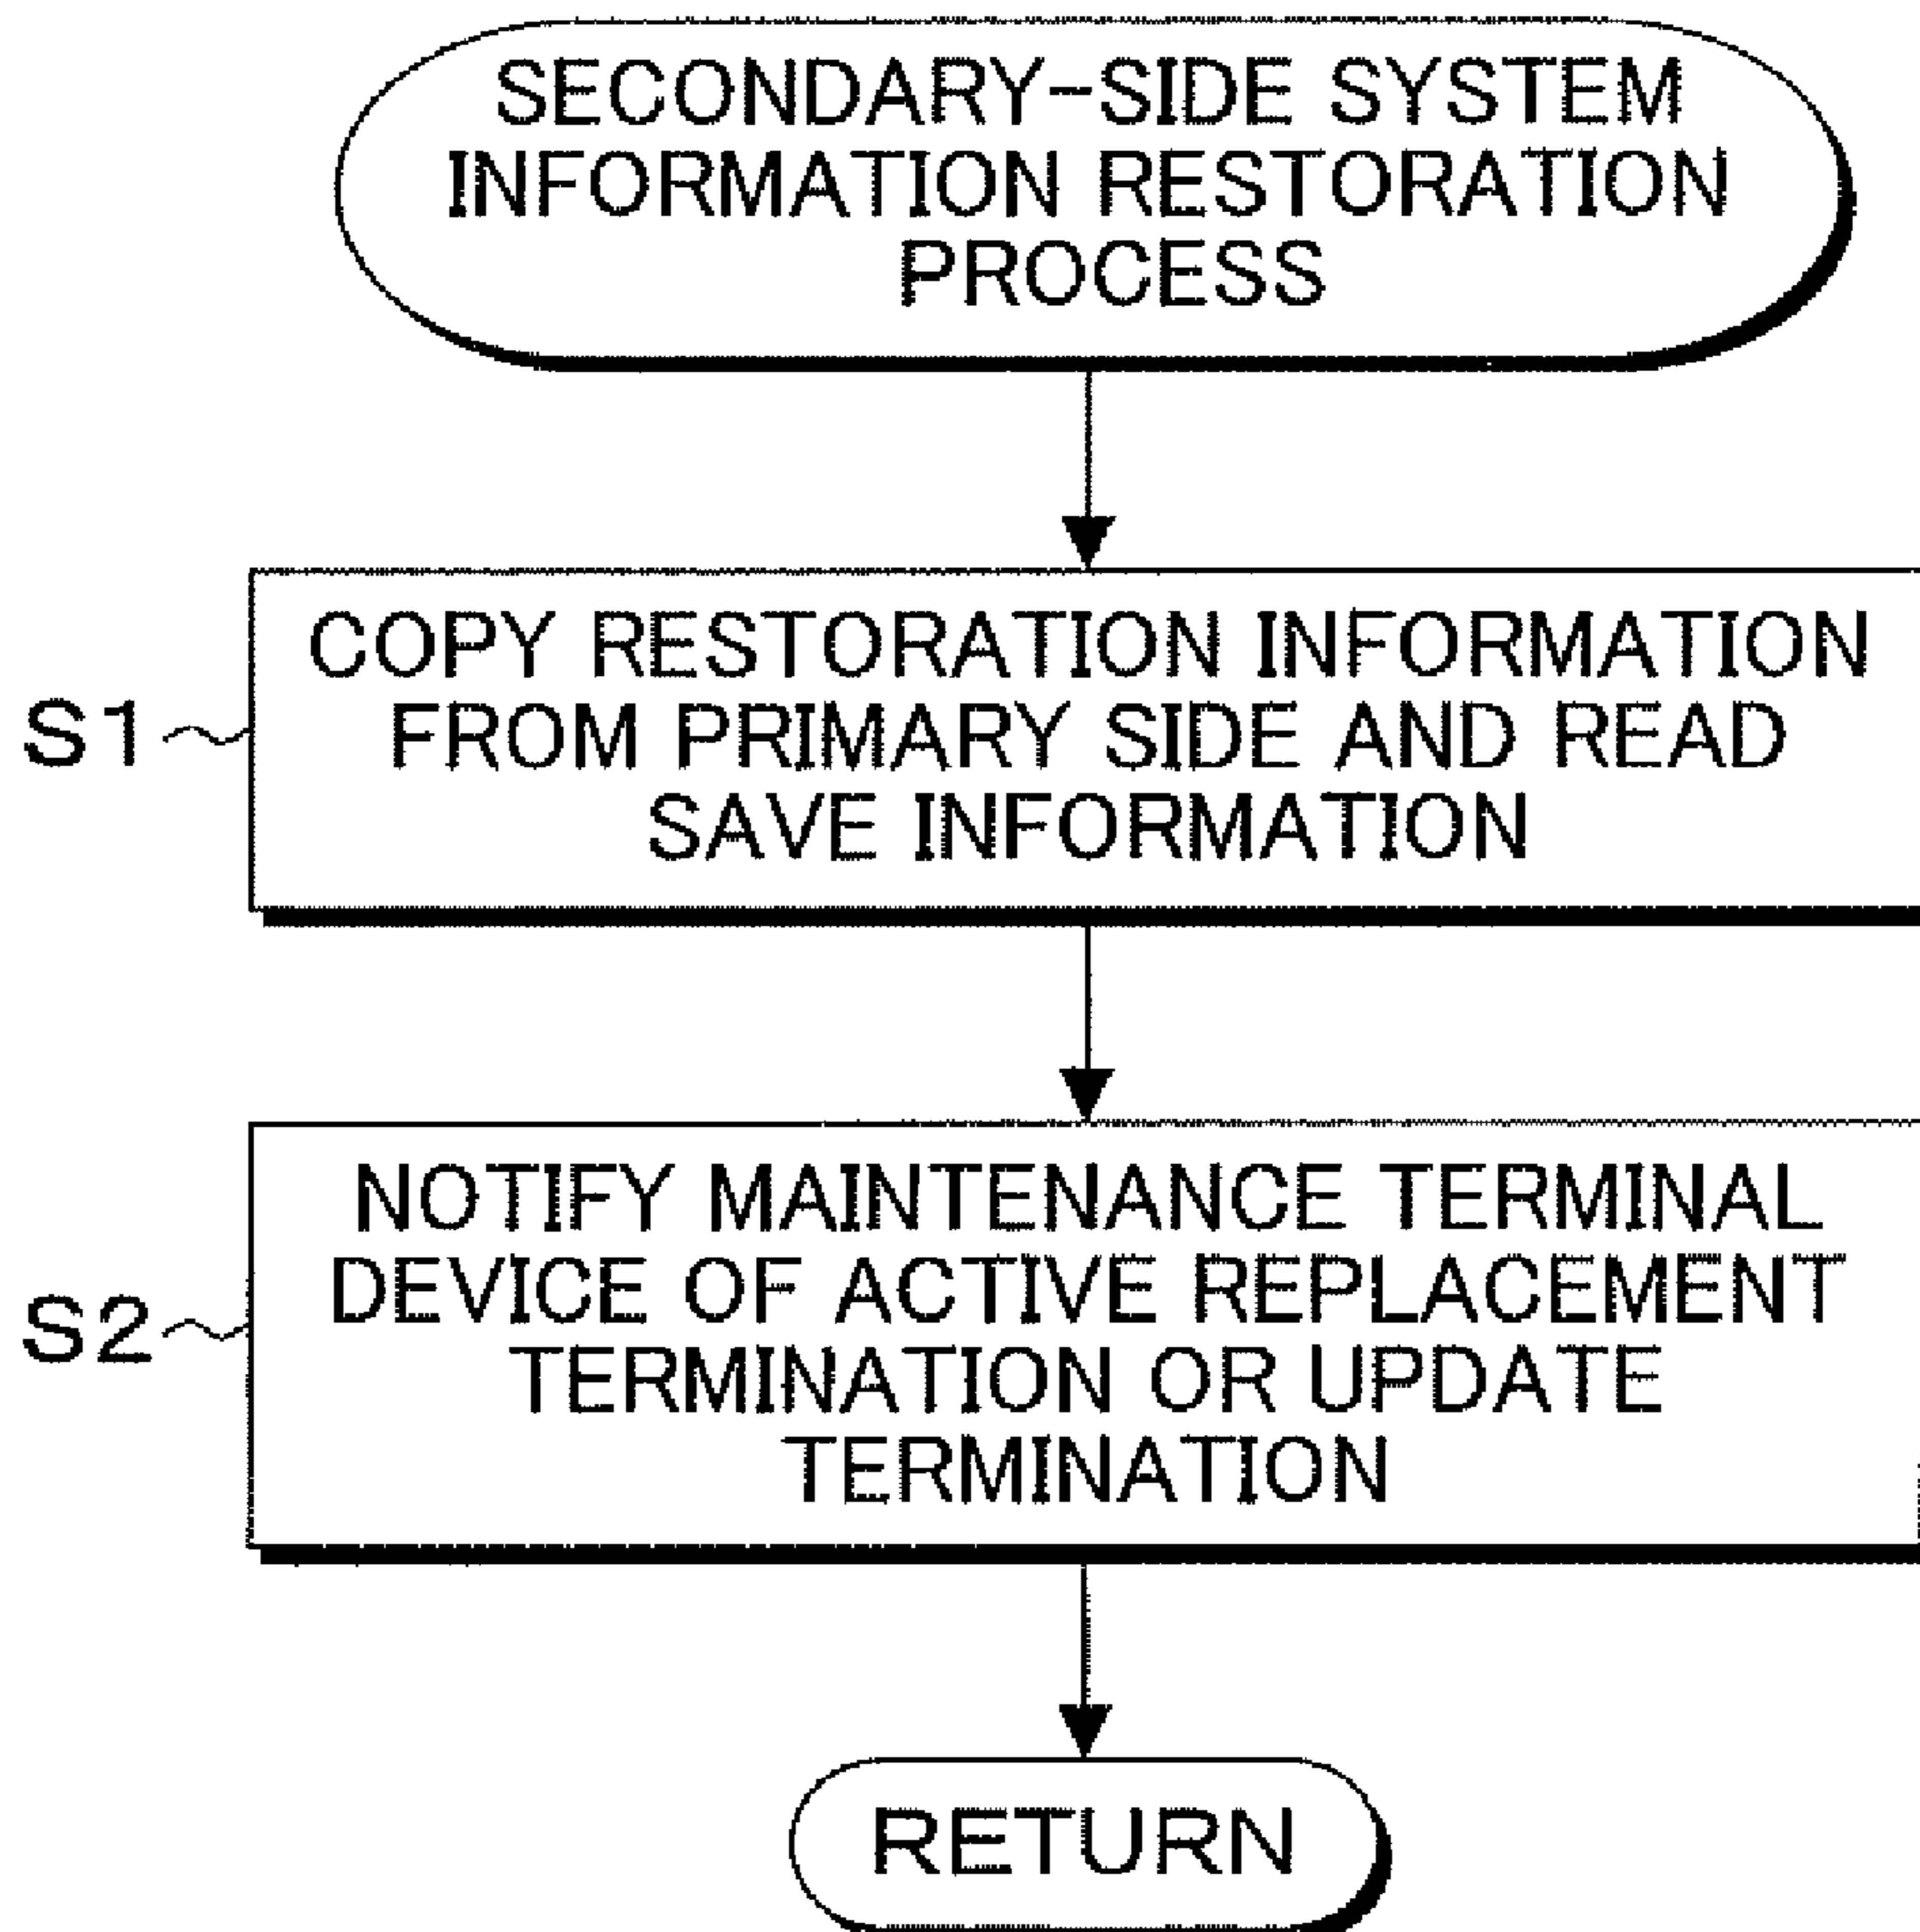 SECONDARY-SIDE SYSTEM
INFORMATION RESTORATION
PROCESS
S1
COPY RESTORATION INFORMATION
FROM PRIMARY SIDE AND READ
SAVE INFORMATION
S2
NOTIFY MAINTENANCE TERMINAL
DEVICE OF ACTIVE REPLACEMENT
TERMINATION OR UPDATE
TERMINATION
RETURN